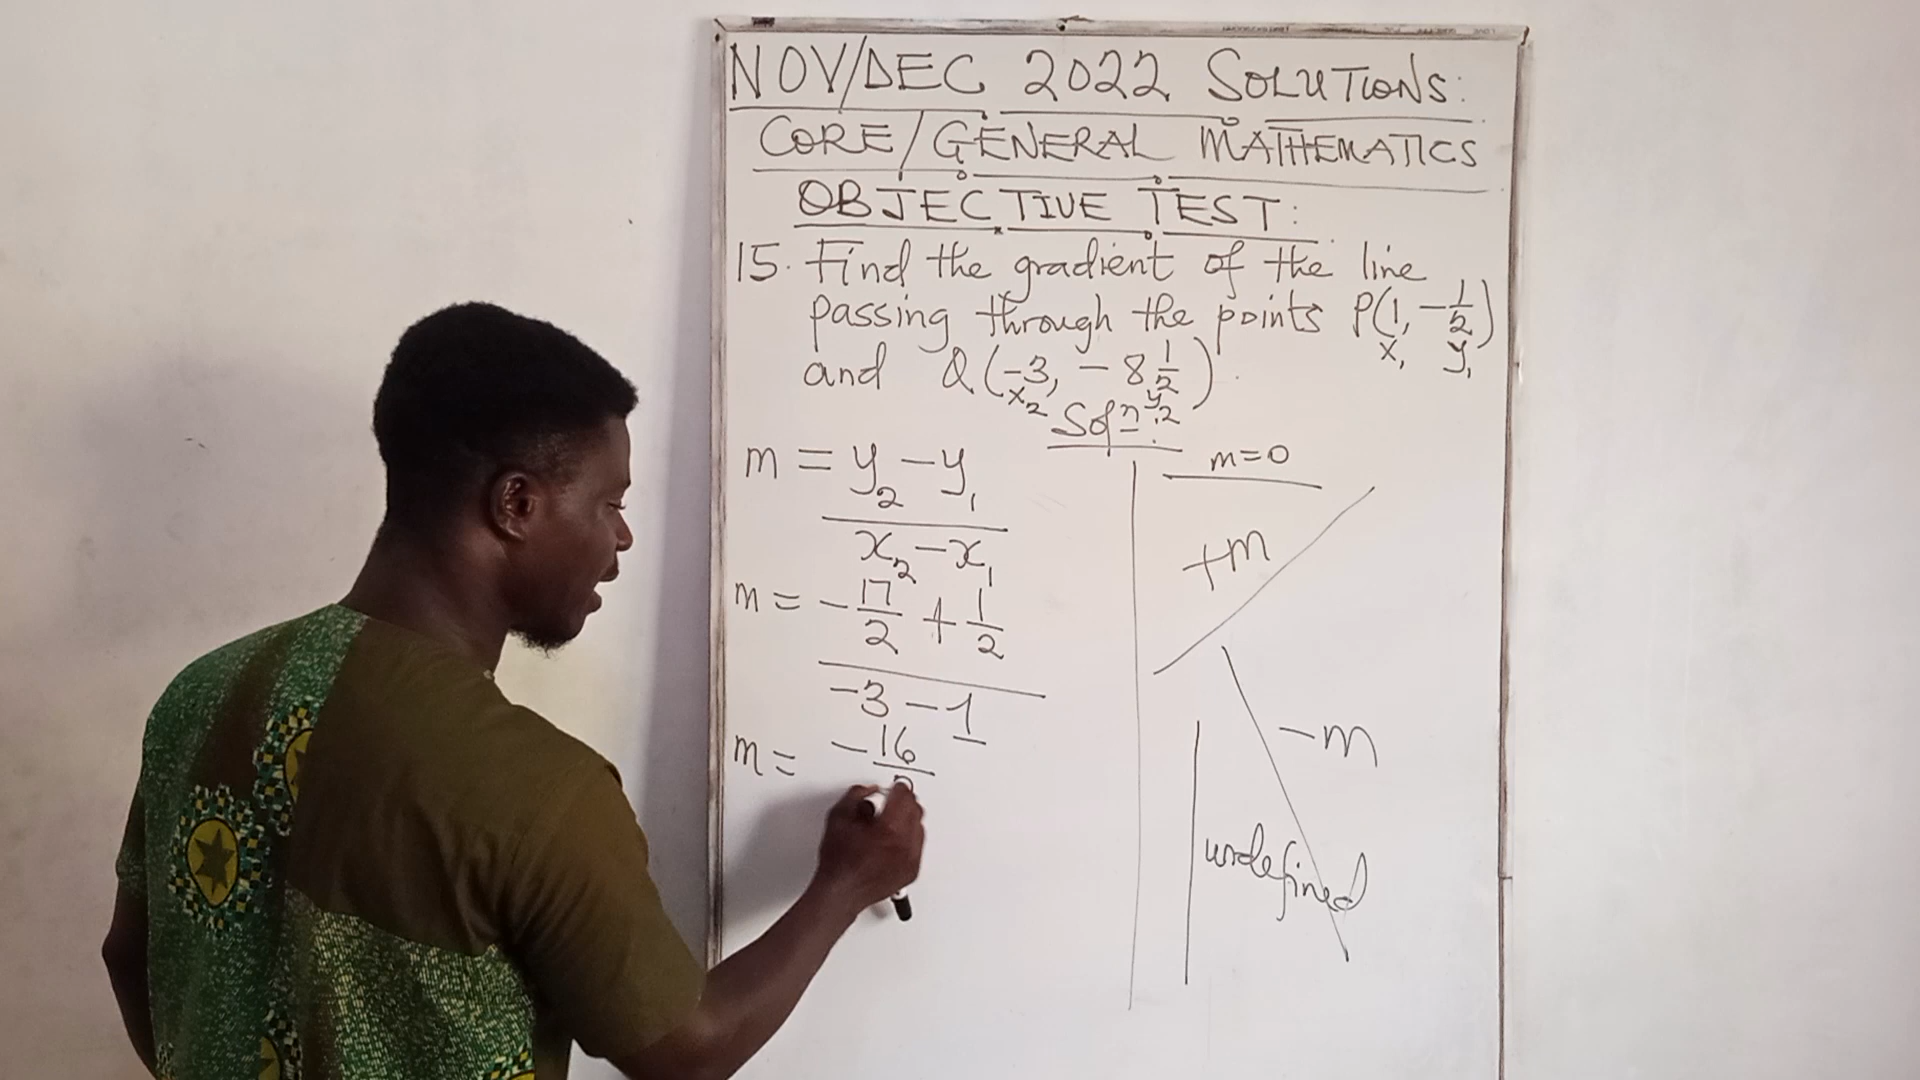 NOV/DEC 2022 SOLUTIONS:
CORE/GENERAL MATHEMATICS
OBJECTIVE TEST:
15. Find the gradient of the line
passing through the points P(1, -1/2)
x₁ y₁
and Q(-3, -8 1/2).
x₂ y₂
Solⁿ:
m = y₂ - y₁
x₂ - x₁
m = -17/2 + 1/2
-3 - 1
m = -16
m=0
+m
-m
undefined